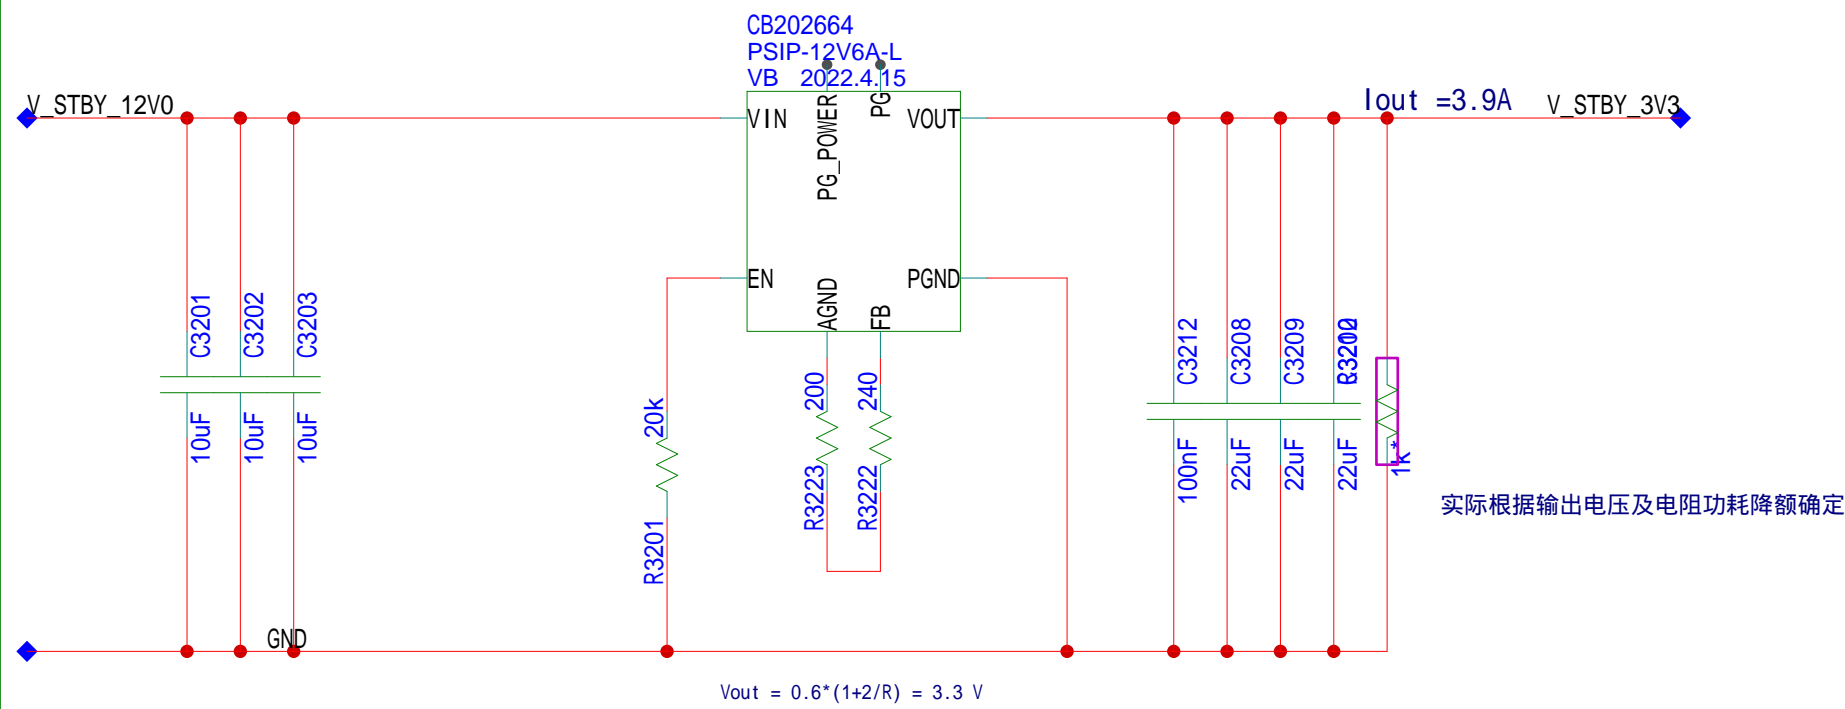 CB202664
PSIP-12V6A-L
VB 2022.4.15
V_STBY_12V0
VIN
PG_POWER
PG
VOUT
Iout =3.9A
V_STBY_3V3
EN
AGND
FB
PGND
C3201
C3202
C3203
10uF
10uF
10uF
20k
R3201
200
R3223
240
R3222
C3212
C3208
C3209
100nF
22uF
22uF
22uF
1k*
实际根据输出电压及电阻功耗降额确定
GND
Vout = 0.6*(1+2/R) = 3.3 V